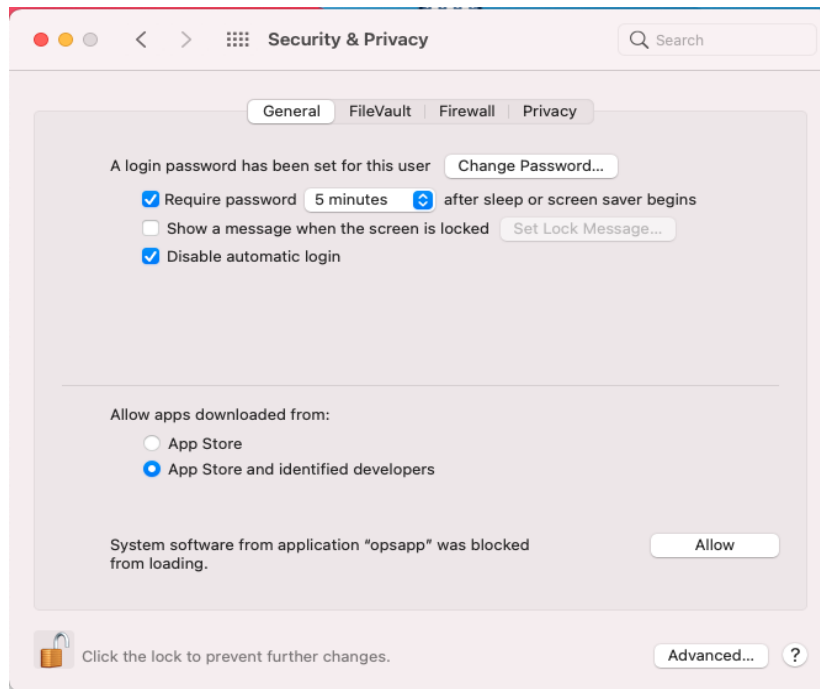 Security & Privacy
Search
General FileVault Firewall Privacy
A login password has been set for this user Change Password...
Require password 5 minutes after sleep or screen saver begins
Show a message when the screen is locked Set Lock Message...
Disable automatic login
Allow apps downloaded from:
App Store
App Store and identified developers
System software from application “opsapp” was blocked Allow
from loading.
Click the lock to prevent further changes. Advanced... ?